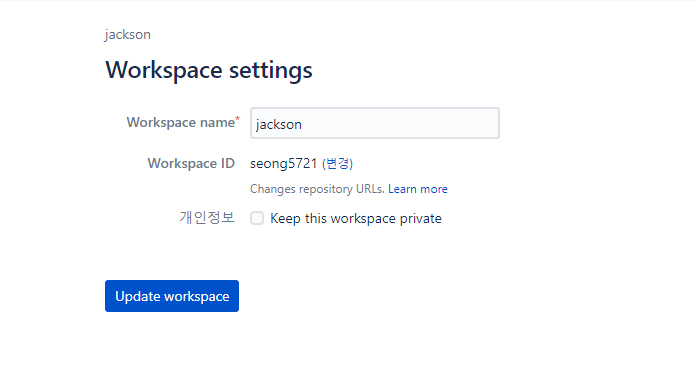 jackson
Workspace settings
Workspace name* jackson
Workspace ID seong5721 (변경)
Changes repository URLs. Learn more
개인정보 Keep this workspace private
Update workspace